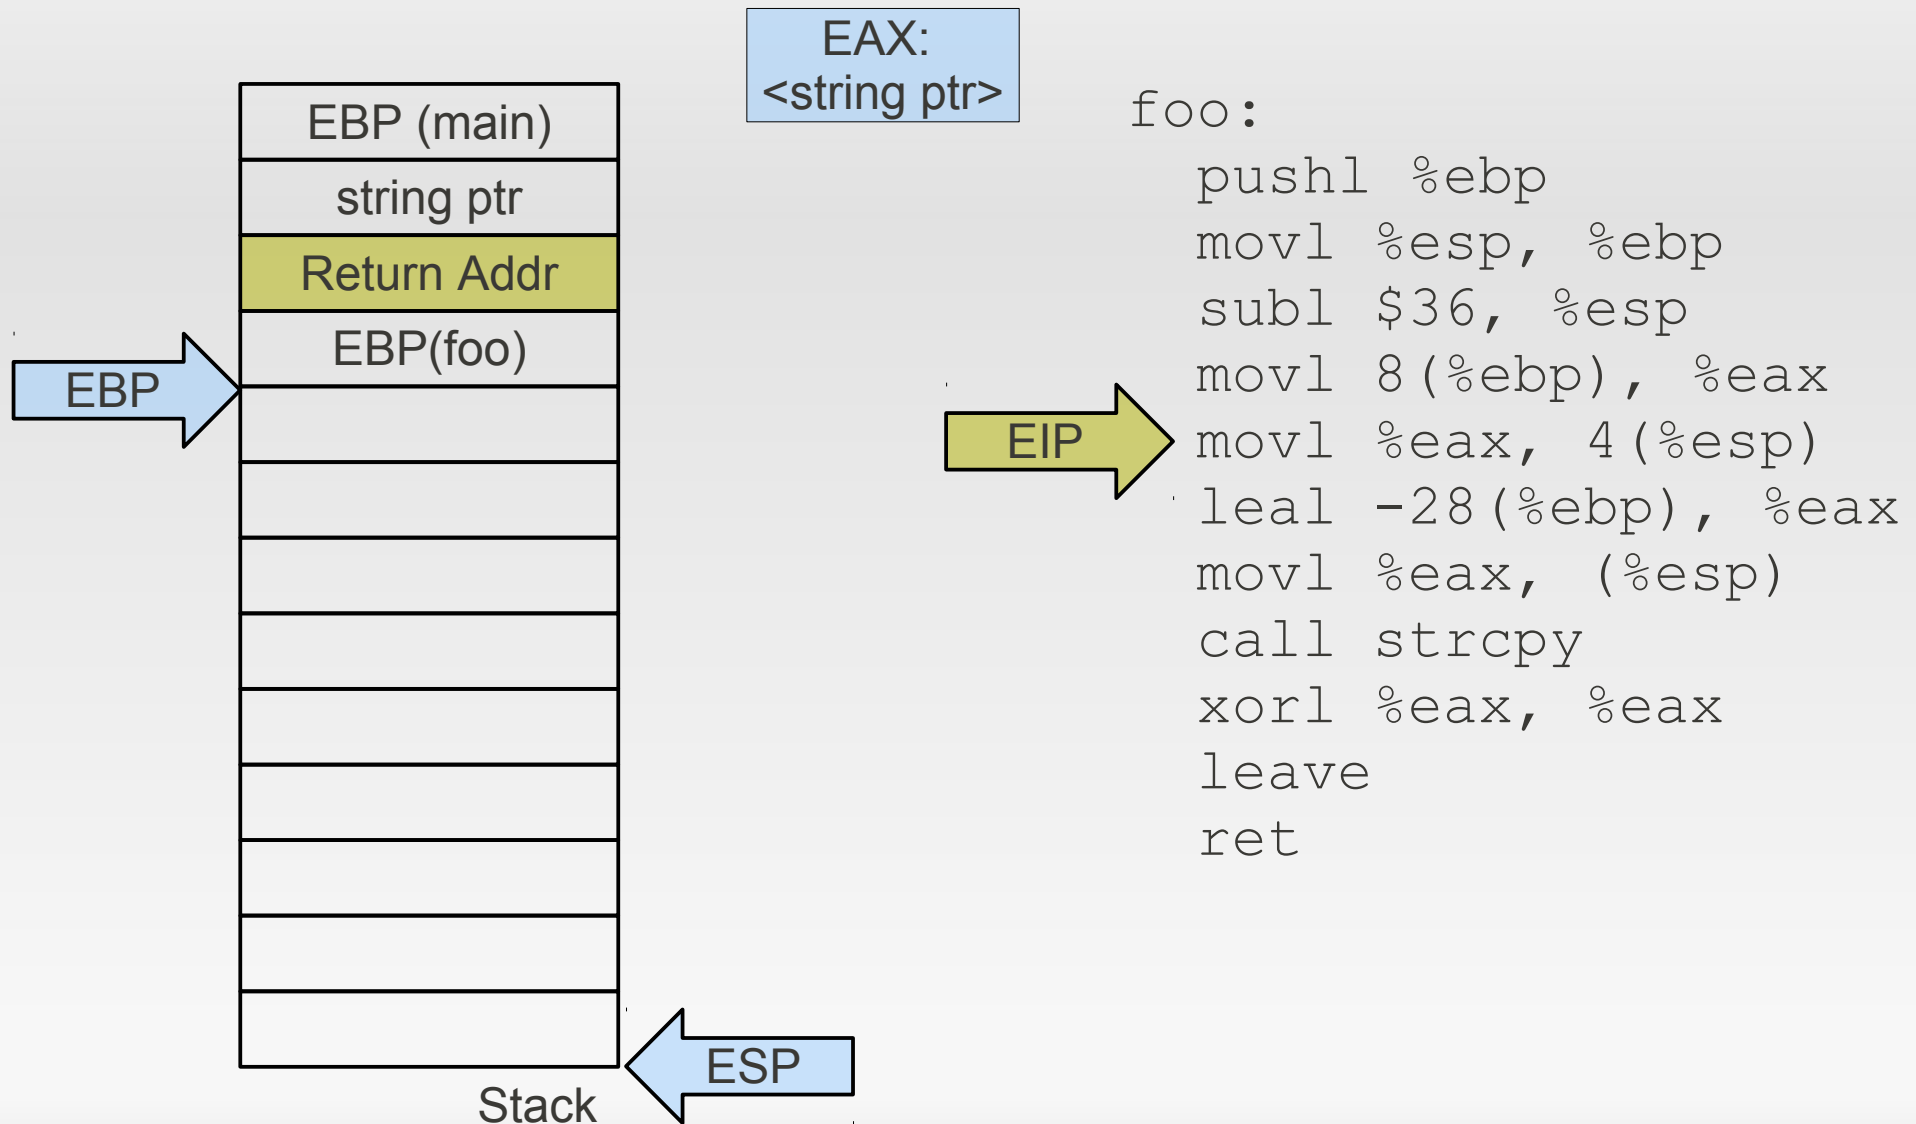 EAX:
<string ptr>
EBP (main)
string ptr
Return Addr
EBP(foo)
EBP
ESP
Stack
EIP
foo:
pushl %ebp
movl %esp, %ebp
subl $36, %esp
movl 8(%ebp), %eax
movl %eax, 4(%esp)
leal -28(%ebp), %eax
movl %eax, (%esp)
call strcpy
xorl %eax, %eax
leave
ret